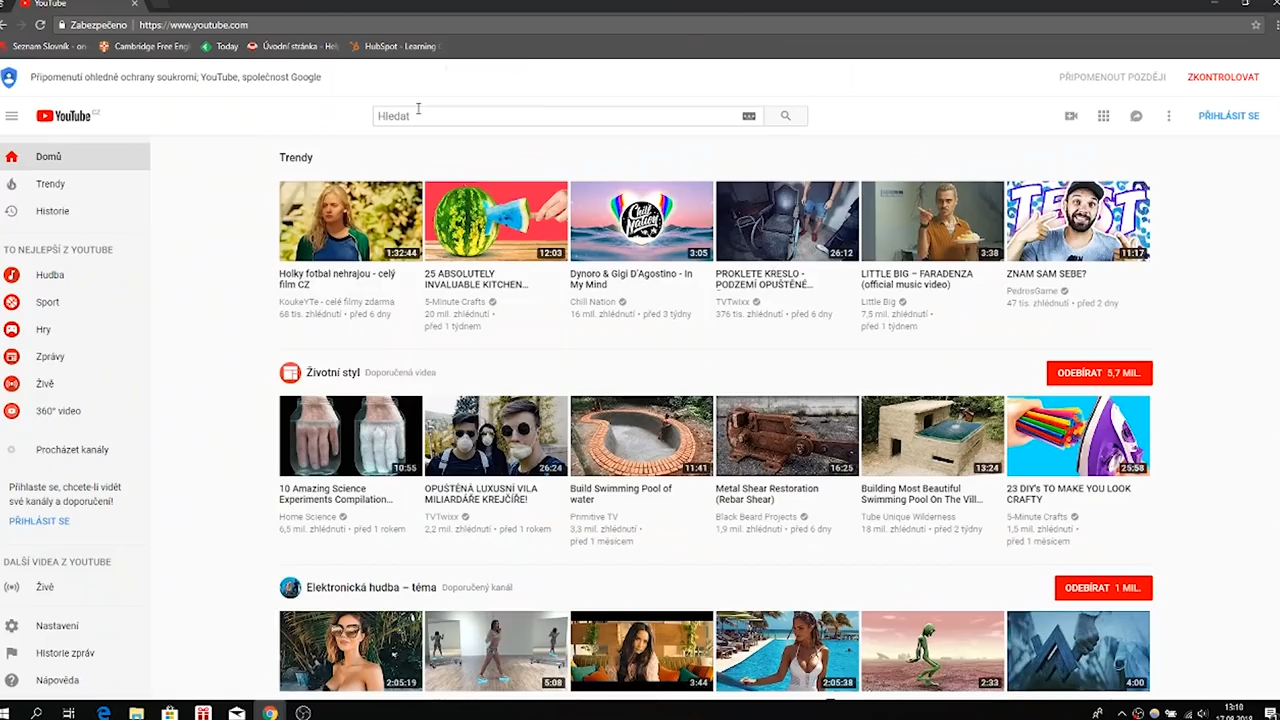 YouTube
Zabezpečeno | https://www.youtube.com
Seznam Slovník - on
Cambridge Free Engl
Today
Úvodní stránka - Hel
HubSpot - Learning C
Připomenutí ohledně ochrany soukromí; YouTube, společnost Google
PŘIPOMENOUT POZDĚJI
ZKONTROLOVAT
YouTube CZ
Hledat
PŘIHLÁSIT SE
Domů
Trendy
Historie
TO NEJLEPŠÍ Z YOUTUBE
Hudba
Sport
Hry
Zprávy
Živě
360° video
Procházet kanály
Přihlaste se, chcete-li vidět
své kanály a doporučení!
PŘIHLÁSIT SE
DALŠÍ VIDEA Z YOUTUBE
Živě
Nastavení
Historie zpráv
Nápověda
Trendy
1:32:44
12:03
Chill
NATION
3:05
26:12
3:38
TEST
11:17
Holky fotbal nehrajou - celý
film CZ
KoukeYTe - celé filmy zdarma
68 tis. zhlédnutí • před 6 dny
25 ABSOLUTELY
INVALUABLE KITCHEN...
5-Minute Crafts
20 mil. zhlédnutí •
před 1 týdnem
Dynoro & Gigi D'Agostino - In
My Mind
Chill Nation
16 mil. zhlédnutí • před 3 týdny
PROKLETE KRESLO -
PODZEMÍ OPUŠTĚNÉ...
TVTwixx
376 tis. zhlédnutí • před 6 dny
LITTLE BIG – FARADENZA
(official music video)
Little Big
7,5 mil. zhlédnutí •
před 1 týdnem
ZNAM SAM SEBE?
PedrosGame
47 tis. zhlédnutí • před 2 dny
Životní styl
Doporučená videa
ODEBÍRAT 5,7 MIL.
10:55
26:24
11:41
16:25
13:24
25:58
10 Amazing Science
Experiments Compilation...
Home Science
6,5 mil. zhlédnutí • před 1 rokem
OPUŠTĚNÁ LUXUSNÍ VILA
MILIARDÁŘE KREJČÍŘE!
TVTwixx
2,2 mil. zhlédnutí • před 1 rokem
Build Swimming Pool of
water
Primitive TV
3,3 mil. zhlédnutí •
před 1 měsícem
Metal Shear Restoration
(Rebar Shear)
Black Beard Projects
1,9 mil. zhlédnutí • před 6 dny
Building Most Beautiful
Swimming Pool On The Vill...
Tube Unique Wilderness
18 mil. zhlédnutí • před 2 týdny
23 DIY's TO MAKE YOU LOOK
CRAFTY
5-Minute Crafts
1,5 mil. zhlédnutí •
před 1 měsícem
Elektronická hudba – téma
Doporučený kanál
ODEBÍRAT 1 MIL.
2:05:19
5:08
3:44
2:05:38
2:33
4:00
13:10
17.08.2018